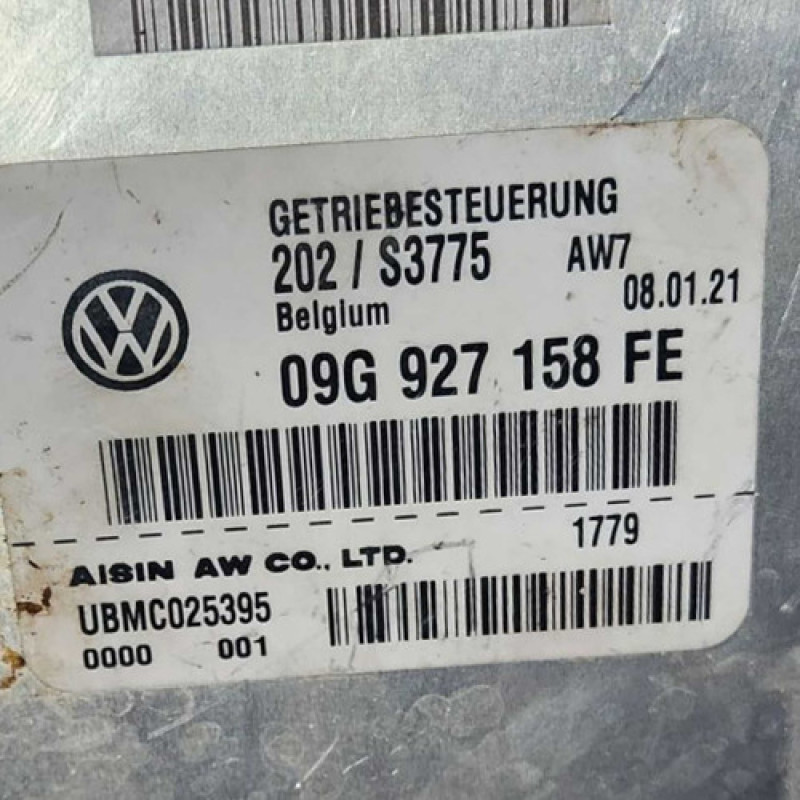 GETRIEBESTEUERUNG
202 / S3775 AW7
Belgium 08.01.21
09G 927 158 FE
1779
AISIN AW CO., LTD.
UBMC025395
0000 001